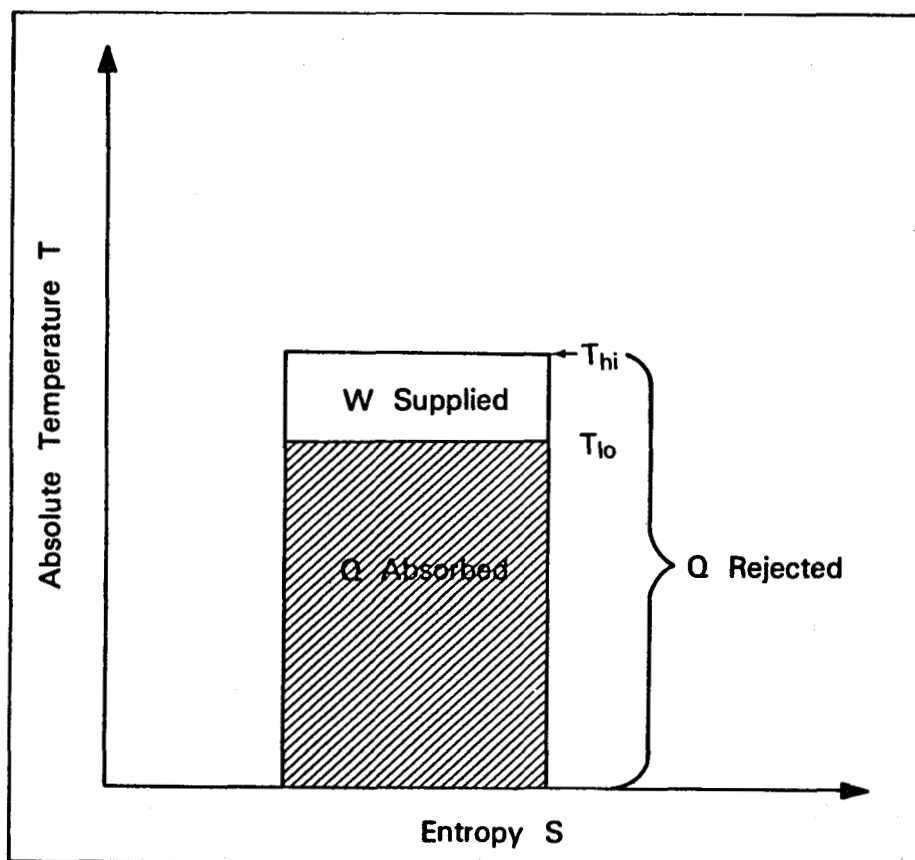 Absolute Temperature T
T_hi
W Supplied
T_lo
Q Absorbed
Q Rejected
Entropy S